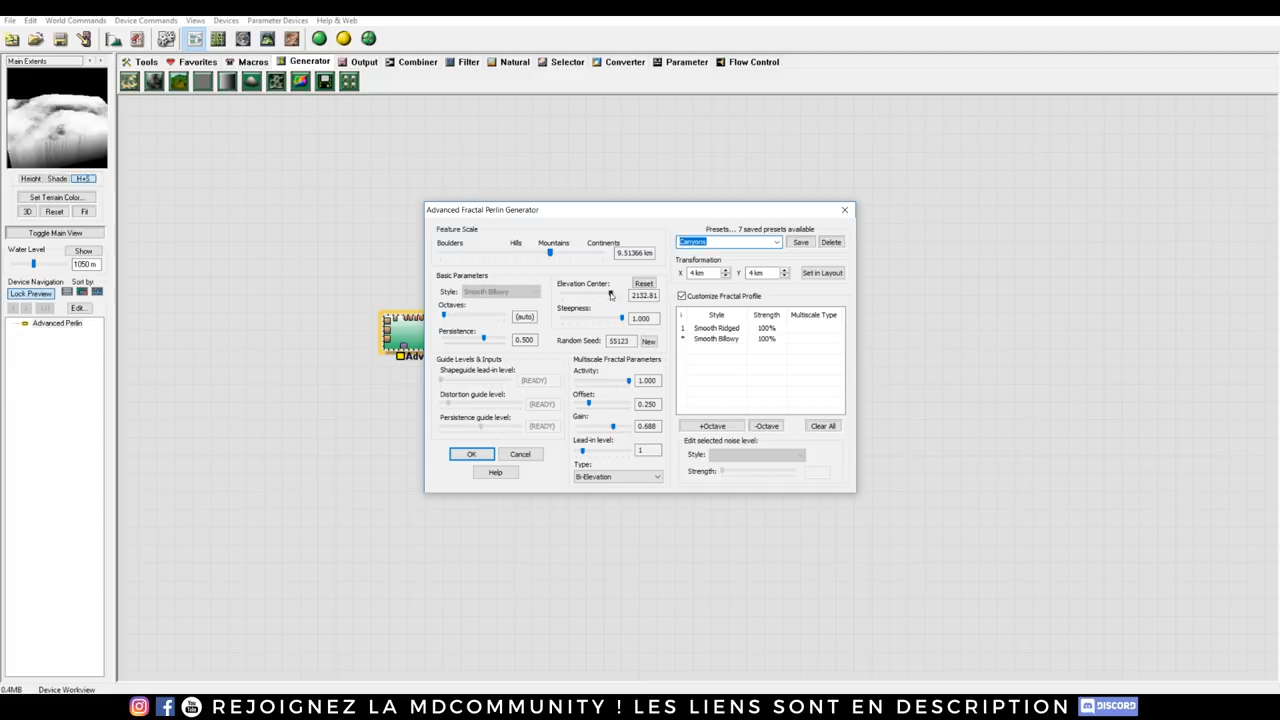 File Edit World Commands Device Commands Views Devices Parameter Devices Help & Web
Main Extents
Tools Favorites Macros Generator Output Combiner Filter Natural Selector Converter Parameter Flow Control
Height Shade H+S
Set Terrain Color...
3D Reset Fit
Toggle Main View
Water Level Show
1050 m
Device Navigation Sort by:
Lock Preview
Edit...
Advanced Perlin
Adv
Advanced Fractal Perlin Generator
Feature Scale
Boulders Hills Mountains Continents
9.51366 km
Basic Parameters
Style: Smooth Billowy
Octaves:
(auto)
Persistence:
0.500
Elevation Center: Reset
2132.81
Steepness:
1.000
Random Seed: 55123 New
Guide Levels & Inputs
Shapeguide lead-in level:
(READY)
Distortion guide level:
(READY)
Persistence guide level:
(READY)
OK Cancel
Help
Multiscale Fractal Parameters
Activity:
1.000
Offset:
0.250
Gain:
0.688
Lead-in level:
1
Type:
Bi-Elevation
Presets... 7 saved presets available
Canyons Save Delete
Transformation
X 4 km Y 4 km Set in Layout
Customize Fractal Profile
i Style Strength Multiscale Type
1 Smooth Ridged 100%
* Smooth Billowy 100%
+Octave -Octave Clear All
Edit selected noise level:
Style:
Strength:
0.4MB Device Workview
REJOIGNEZ LA MDCOMMUNITY ! LES LIENS SONT EN DESCRIPTION
DISCORD